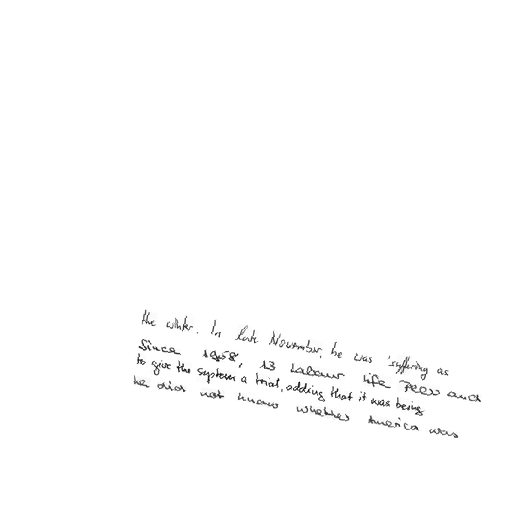 the winter. In late November, he was 'suffering as
Since 1958, 13 Labour life Peers and
to give the system a trial, adding that it was being
he did not know whether America was